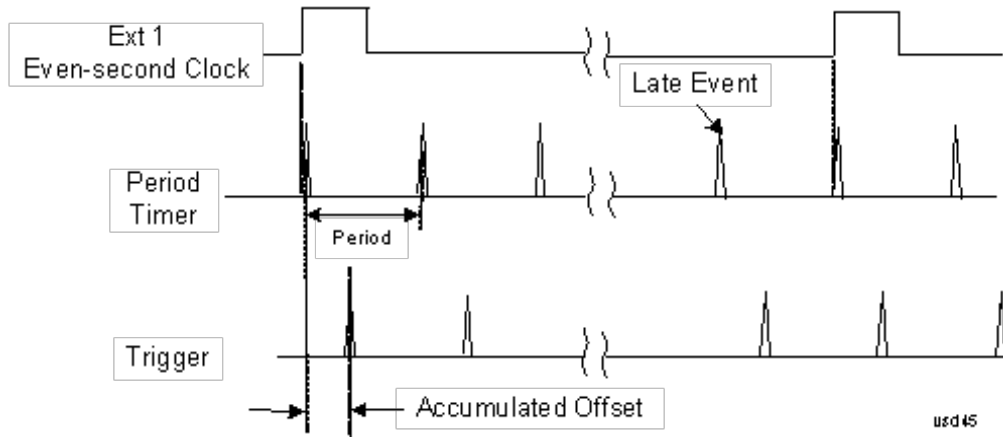 Ext 1
Even-second Clock
Late Event
Period
Timer
Period
Trigger
Accumulated Offset
usd45